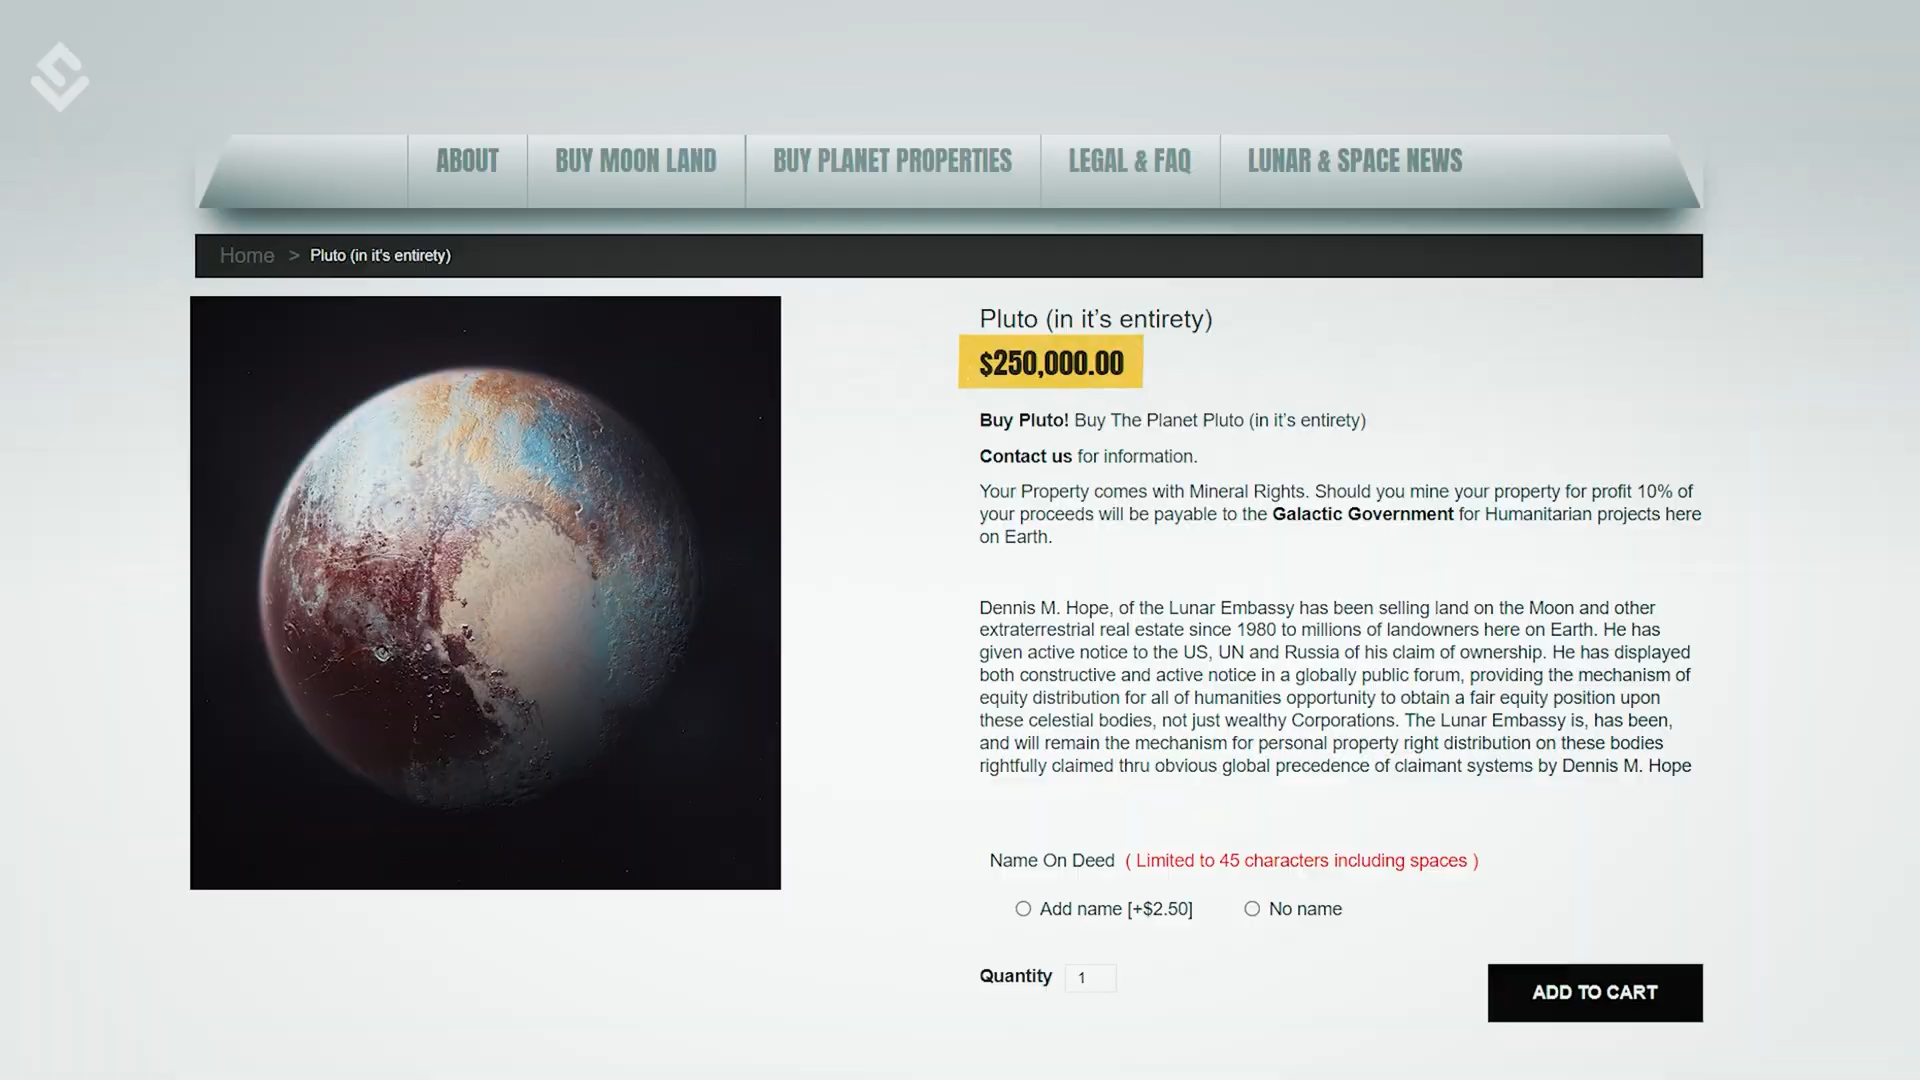 ABOUT
BUY MOON LAND
BUY PLANET PROPERTIES
LEGAL & FAQ
LUNAR & SPACE NEWS
Home > Pluto (in it's entirety)
Pluto (in it’s entirety)
$250,000.00
Buy Pluto! Buy The Planet Pluto (in it’s entirety)
Contact us for information.
Your Property comes with Mineral Rights. Should you mine your property for profit 10% of
your proceeds will be payable to the Galactic Government for Humanitarian projects here
on Earth.
Dennis M. Hope, of the Lunar Embassy has been selling land on the Moon and other
extraterrestrial real estate since 1980 to millions of landowners here on Earth. He has
given active notice to the US, UN and Russia of his claim of ownership. He has displayed
both constructive and active notice in a globally public forum, providing the mechanism of
equity distribution for all of humanities opportunity to obtain a fair equity position upon
these celestial bodies, not just wealthy Corporations. The Lunar Embassy is, has been,
and will remain the mechanism for personal property right distribution on these bodies
rightfully claimed thru obvious global precedence of claimant systems by Dennis M. Hope
Name On Deed ( Limited to 45 characters including spaces )
Add name [+$2.50]
No name
Quantity 1
ADD TO CART